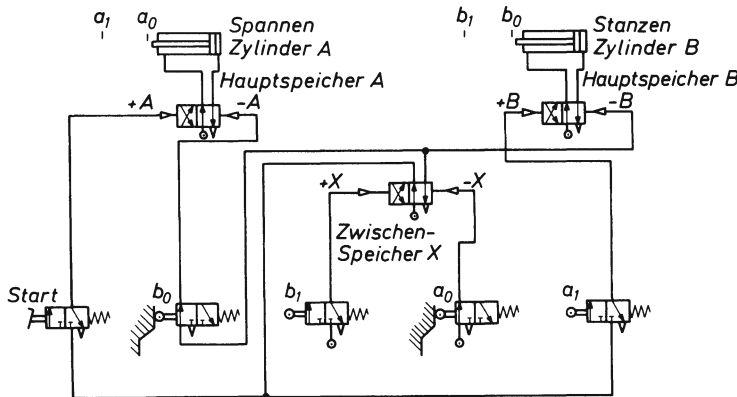 a₁ a₀ Spannen
Zylinder A
b₁ b₀ Stanzen
Zylinder B
Hauptspeicher A
Hauptspeicher B
+A −A
+B −B
+X −X
Zwischen-
Speicher X
Start b₀ b₁ a₀ a₁